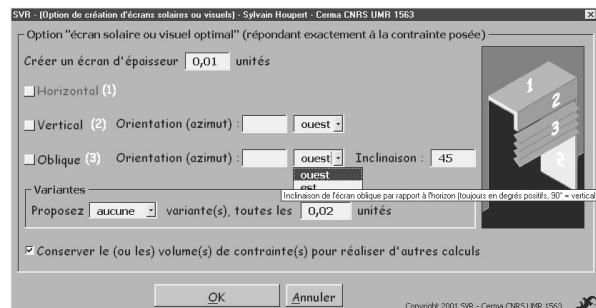 SVR - (Option de création d'écrans solaires ou visuels) - Sylvain Houpert - Cerma CNRS UMR 1563
Option "écran solaire ou visuel optimal" (répondant exactement à la contrainte posée)
Créer un écran d'épaisseur 0,01 unités
Horizontal (1)
Vertical (2) Orientation (azimut) : ouest
Oblique (3) Orientation (azimut) : ouest Inclinaison : 45
ouest
est
Inclinaison de l'écran oblique par rapport à l'horizon (toujours en degrés positifs, 90° = vertical
Variantes
Proposez aucune variante(s), toutes les 0,02 unités
Conserver le (ou les) volume(s) de contrainte(s) pour réaliser d'autres calculs
OK Annuler
Copyright 2001 SVR - Cerma CNRS UMR 1563
1
2
3
2